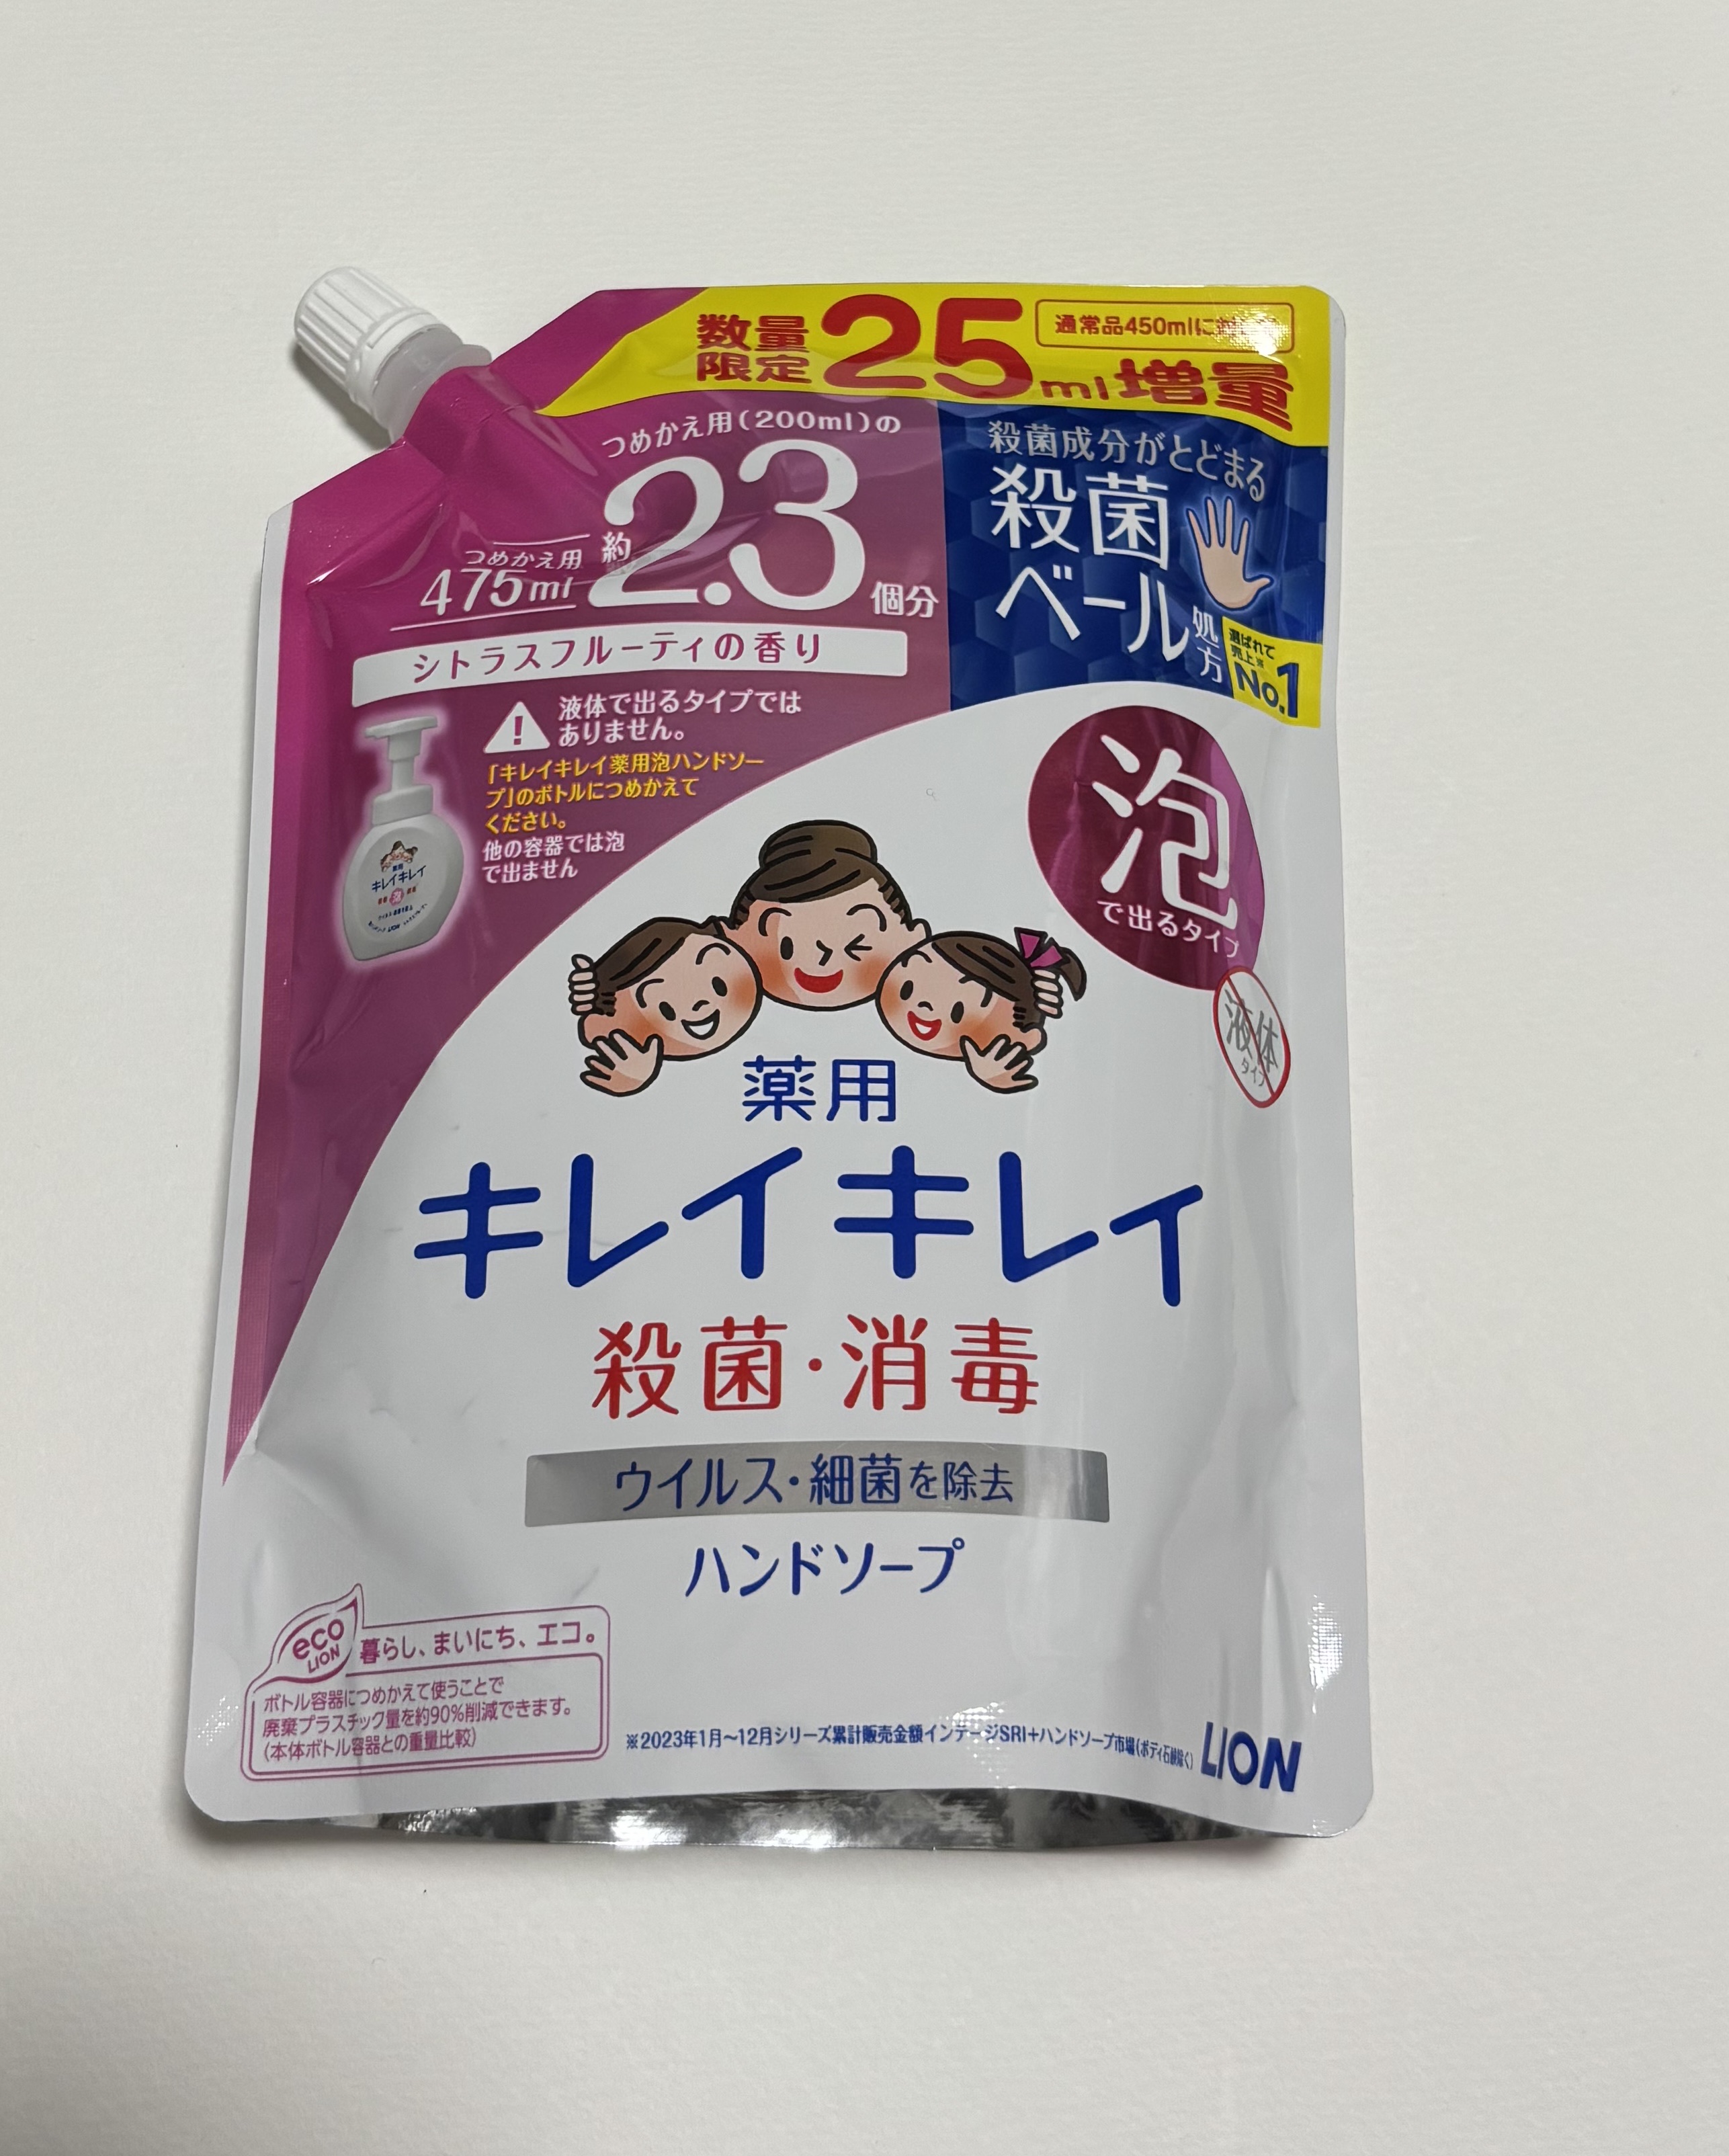 数量
限定
25ml増量
通常品450mlに
つめかえ用(200ml)の
約2.3個分
つめかえ用
475ml
シトラスフルーティの香り
殺菌成分がとどまる
殺菌
ベール
処方
選ばれて
売上※
No.1
液体で出るタイプでは
ありません。
「キレイキレイ薬用泡ハンドソー
プ」のボトルにつめかえて
ください。
他の容器では泡
で出ません
薬用
キレイキレイ
泡
LION
泡
で出るタイプ
液体
タイプ
薬用
キレイキレイ
殺菌・消毒
ウイルス・細菌を除去
ハンドソープ
eco
LION
暮らし、まいにち、エコ。
ボトル容器につめかえて使うことで
廃棄プラスチック量を約90%削減できます。
(本体ボトル容器との重量比較)
※2023年1月〜12月シリーズ累計販売金額インテージSRI+ハンドソープ市場(ボディ石鹸除く)
LION